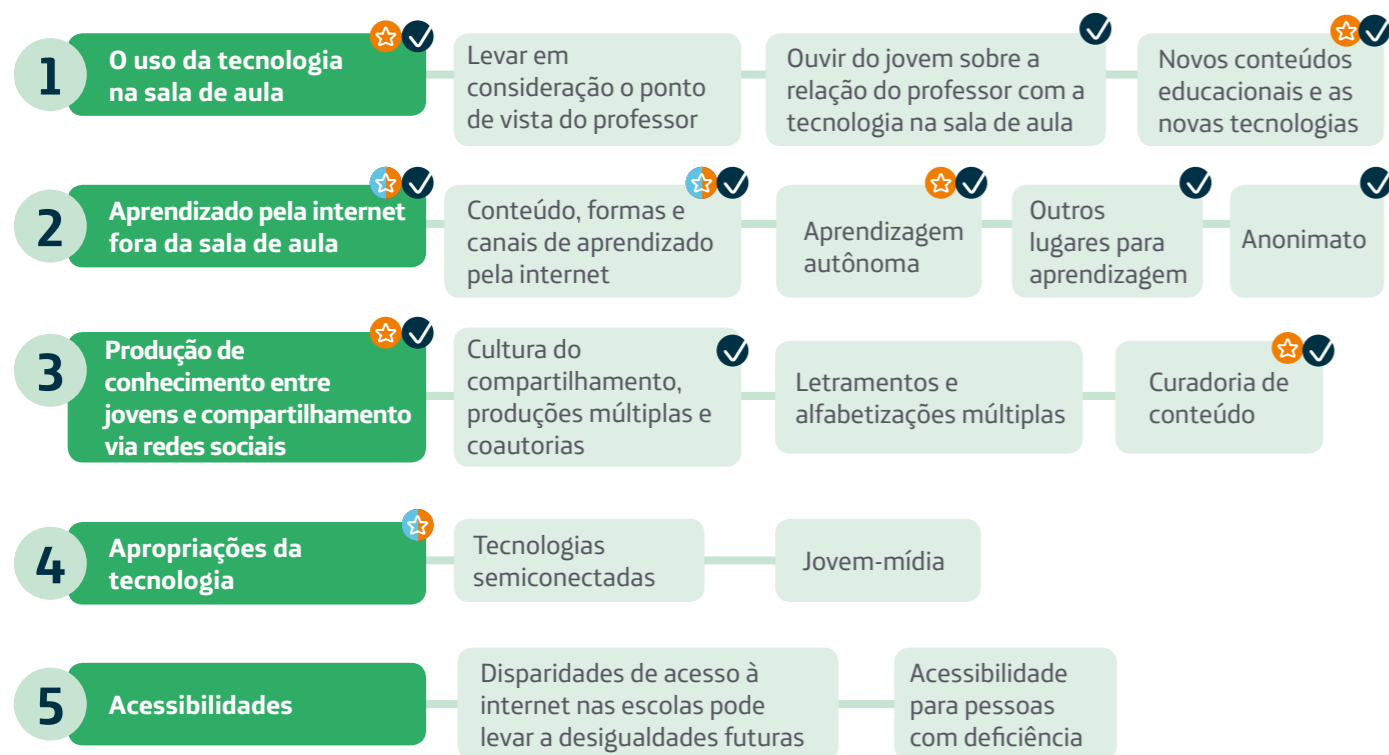 1
O uso da tecnologia
na sala de aula
Levar em
consideração o ponto
de vista do professor
Ouvir do jovem sobre a
relação do professor com a
tecnologia na sala de aula
Novos conteúdos
educacionais e as
novas tecnologias
2
Aprendizado pela internet
fora da sala de aula
Conteúdo, formas e
canais de aprendizado
pela internet
Aprendizagem
autônoma
Outros
lugares para
aprendizagem
Anonimato
3
Produção de
conhecimento entre
jovens e compartilhamento
via redes sociais
Cultura do
compartilhamento,
produções múltiplas e
coautorias
Letramentos e
alfabetizações múltiplas
Curadoria de
conteúdo
4
Apropriações da
tecnologia
Tecnologias
semiconectadas
Jovem-mídia
5
Acessibilidades
Disparidades de acesso à
internet nas escolas pode
levar a desigualdades futuras
Acessibilidade
para pessoas
com deficiência